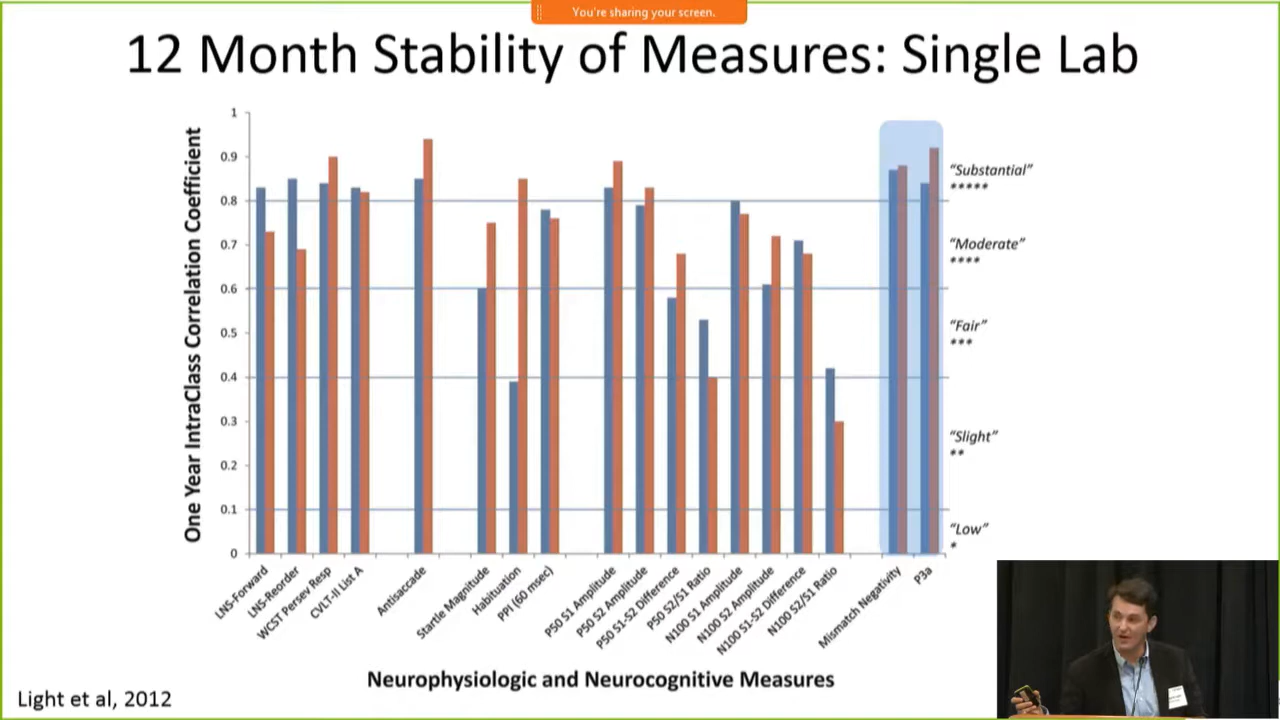 You're sharing your screen.
12 Month Stability of Measures: Single Lab
One Year IntraClass Correlation Coefficient
1
0.9
0.8
0.7
0.6
0.5
0.4
0.3
0.2
0.1
0
"Substantial"
*****
"Moderate"
****
"Fair"
***
"Slight"
**
"Low"
*
LNS-Forward
LNS-Reorder
WCST Persev Resp
CVLT-II List A
Antisaccade
Startle Magnitude
Habituation
PPI (60 msec)
P50 S1 Amplitude
P50 S2 Amplitude
P50 S1-S2 Difference
P50 S2/S1 Ratio
N100 S1 Amplitude
N100 S2 Amplitude
N100 S1-S2 Difference
N100 S2/S1 Ratio
Mismatch Negativity
P3a
Neurophysiologic and Neurocognitive Measures
Light et al, 2012